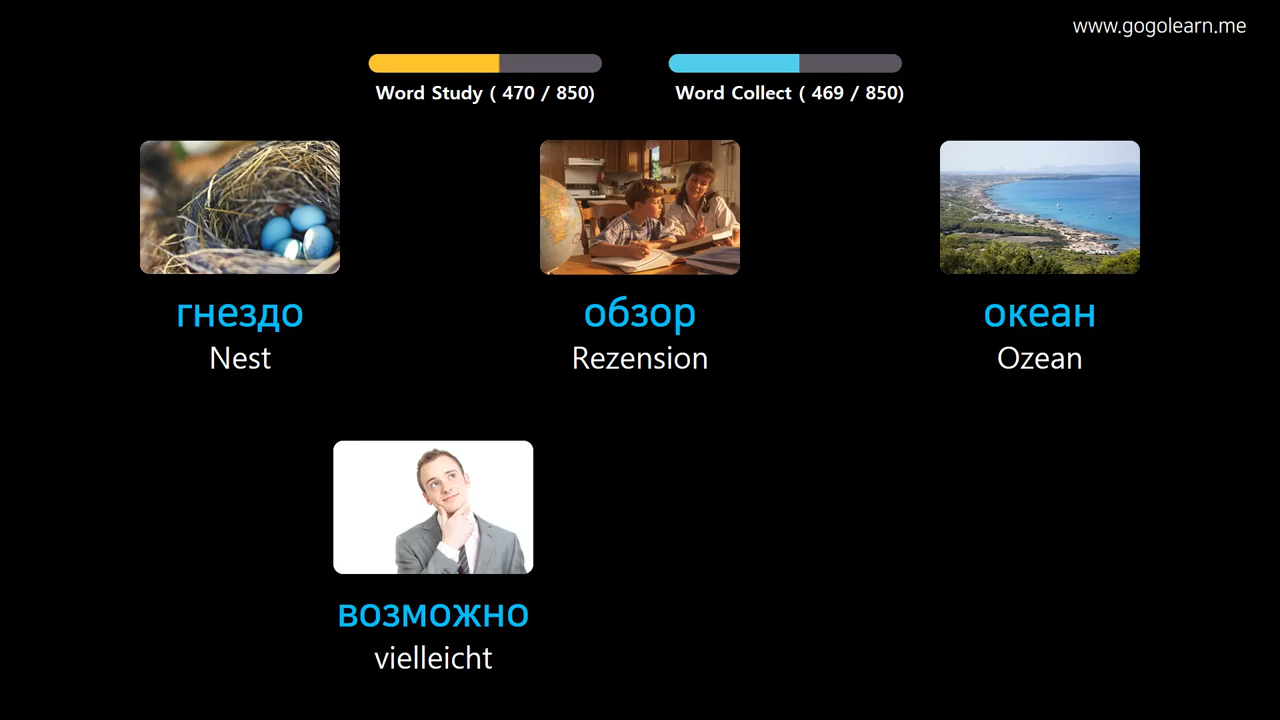 www.gogolearn.me
Word Study ( 470 / 850)
Word Collect ( 469 / 850)
гнездо
Nest
обзор
Rezension
океан
Ozean
возможно
vielleicht